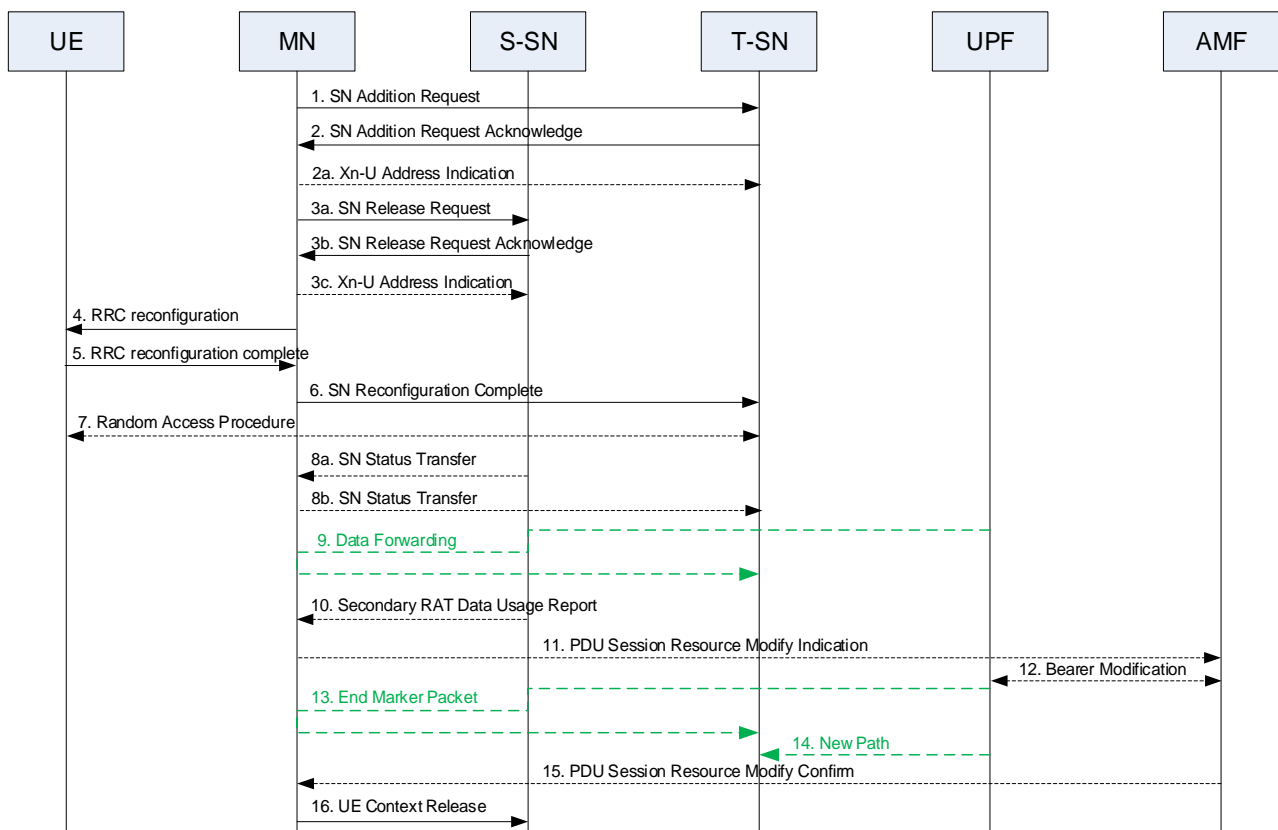 UE MN S-SN T-SN UPF AMF
1. SN Addition Request
2. SN Addition Request Acknowledge
2a. Xn-U Address Indication
3a. SN Release Request
3b. SN Release Request Acknowledge
3c. Xn-U Address Indication
4. RRC reconfiguration
5. RRC reconfiguration complete
6. SN Reconfiguration Complete
7. Random Access Procedure
8a. SN Status Transfer
8b. SN Status Transfer
9. Data Forwarding
10. Secondary RAT Data Usage Report
11. PDU Session Resource Modify Indication
12. Bearer Modification
13. End Marker Packet
14. New Path
15. PDU Session Resource Modify Confirm
16. UE Context Release